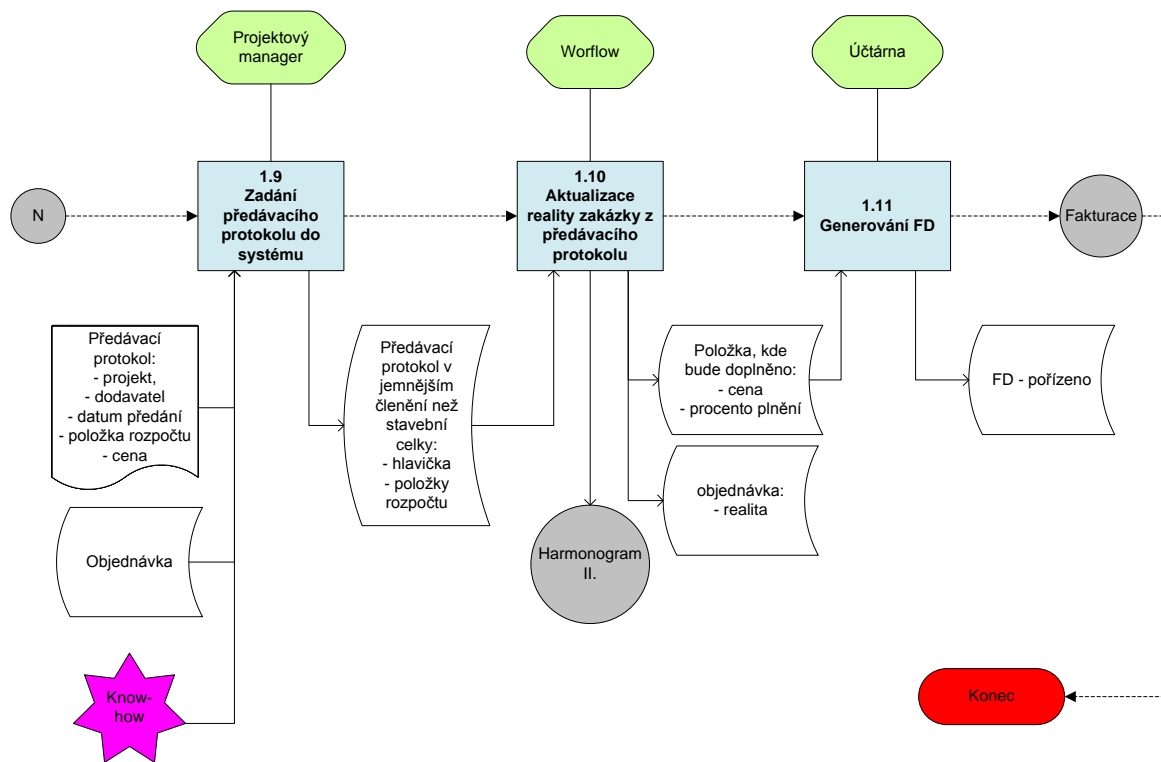 Projektový
manager
Worflow
Účtárna
N
1.9
Zadání
předávacího
protokolu do
systému
1.10
Aktualizace
reality zakázky z
předávacího
protokolu
1.11
Generování FD
Fakturace
Předávací
protokol:
- projekt,
- dodavatel
- datum předání
- položka rozpočtu
- cena
Předávací
protokol v
jemnějším
členění než
stavební
celky:
- hlavička
- položky
rozpočtu
Položka, kde
bude doplněno:
- cena
- procento plnění
FD - pořízeno
objednávka:
- realita
Objednávka
Harmonogram
II.
Know-
how
Konec